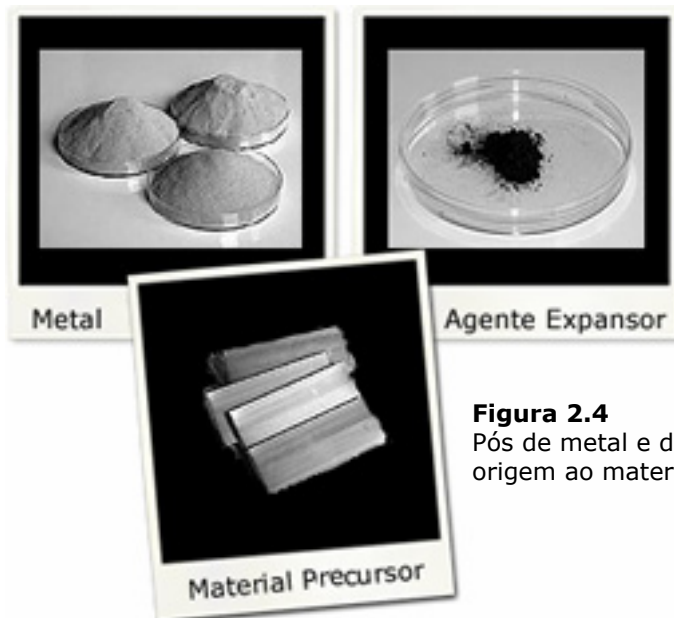 Metal
Agente Expansor
Material Precursor
Figura 2.4
Pós de metal e d
origem ao mater